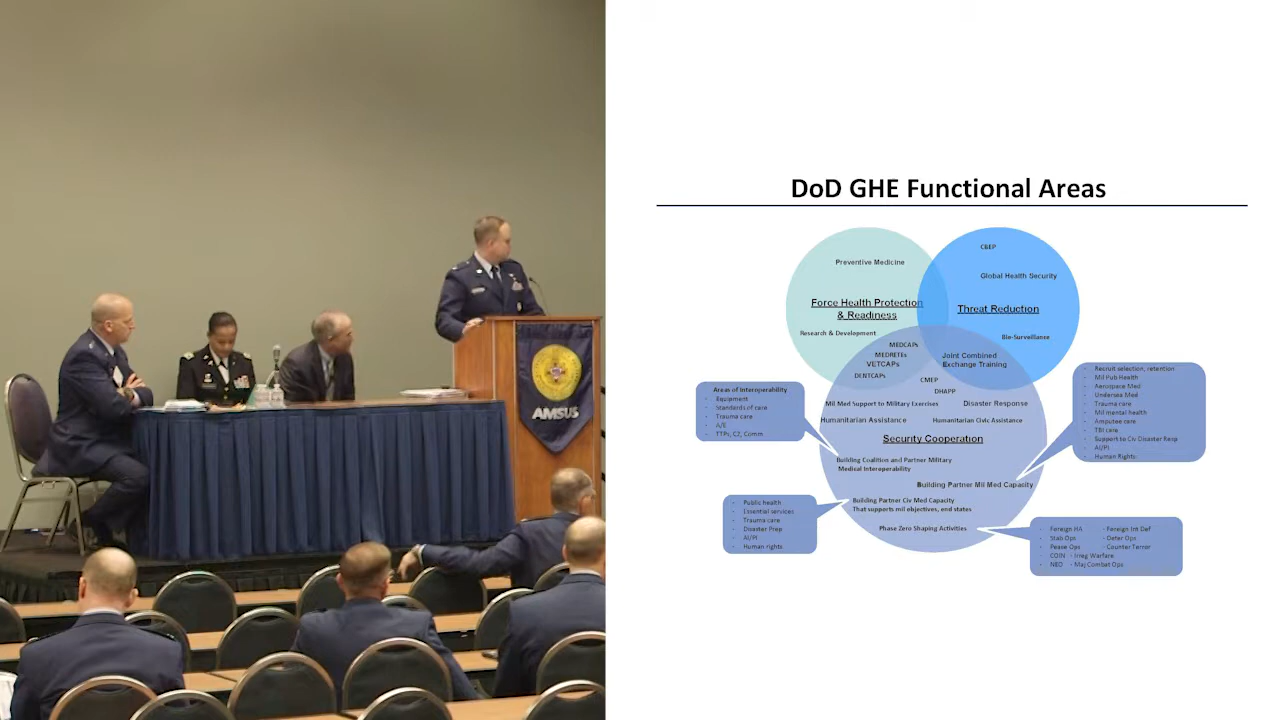 AMSUS
DoD GHE Functional Areas
Preventive Medicine
Force Health Protection
& Readiness
Research & Development
CBEP
Global Health Security
Threat Reduction
Bio-Surveillance
MEDCAPs
MEDRETEs
VETCAPs
DENTCAPs
Joint Combined
Exchange Training
CMEP
DHAPP
Mil Med Support to Military Exercises
Disaster Response
Humanitarian Assistance
Humanitarian Civic Assistance
Security Cooperation
Building Coalition and Partner Military
Medical Interoperability
Building Partner Mil Med Capacity
Building Partner Civ Med Capacity
That supports mil objectives, end states
Phase Zero Shaping Activities
Areas of Interoperability
- Equipment
- Standards of care
- Trauma care
- A/E
- TTPs, C2, Comm
- Recruit selection, retention
- Mil Pub Health
- Aerospace Med
- Undersea Med
- Trauma care
- Mil mental health
- Amputee care
- TBI care
- Support to Civ Disaster Resp
- AI/PI
- Human Rights
- Public health
- Essential services
- Trauma care
- Disaster Prep
- AI/PI
- Human rights
- Foreign HA - Foreign Int Def
- Stab Ops - Deter Ops
- Peace Ops - Counter Terror
- COIN - Irreg Warfare
- NEO - Maj Combat Ops